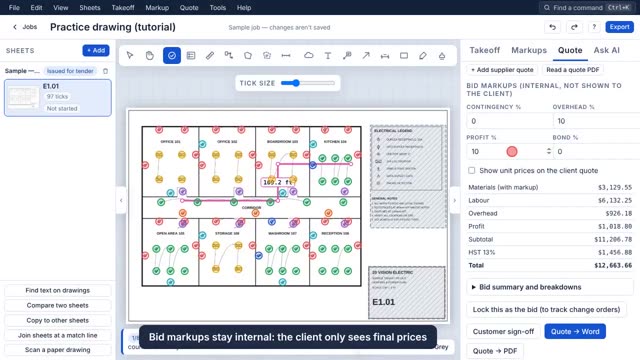 File Edit View Sheets Takeoff Markup Quote Tools Help
Find a command Ctrl+K
Jobs
Practice drawing (tutorial)
Sample job — changes aren't saved
Export
SHEETS
+ Add
Sample —...
Issued for tender
E1.01
97 ticks
Not started
Find text on drawings
Compare two sheets
Copy to other sheets
Join sheets at a match line
Scan a paper drawing
TICK SIZE
OFFICE 101
OFFICE 102
BOARDROOM 103
KITCHEN 104
CORRIDOR
OPEN AREA 105
STORAGE 106
WASHROOM 107
RECEPTION 108
ELECTRICAL LEGEND
GENERAL NOTES
2D VISION ELECTRIC
E1.01
Grey
Bid markups stay internal: the client only sees final prices
Takeoff Markups Quote Ask AI
+ Add supplier quote
Read a quote PDF
BID MARKUPS (INTERNAL, NOT SHOWN TO THE CLIENT)
CONTINGENCY %
OVERHEAD %
0
10
PROFIT %
BOND %
10
0
Show unit prices on the client quote
Materials (with markup) $3,129.55
Labour $6,132.25
Overhead $926.18
Profit $1,018.80
Subtotal $11,206.78
HST 13% $1,456.88
Total $12,663.66
Bid summary and breakdowns
Lock this as the bid (to track change orders)
Customer sign-off
Quote → Word
Quote → PDF